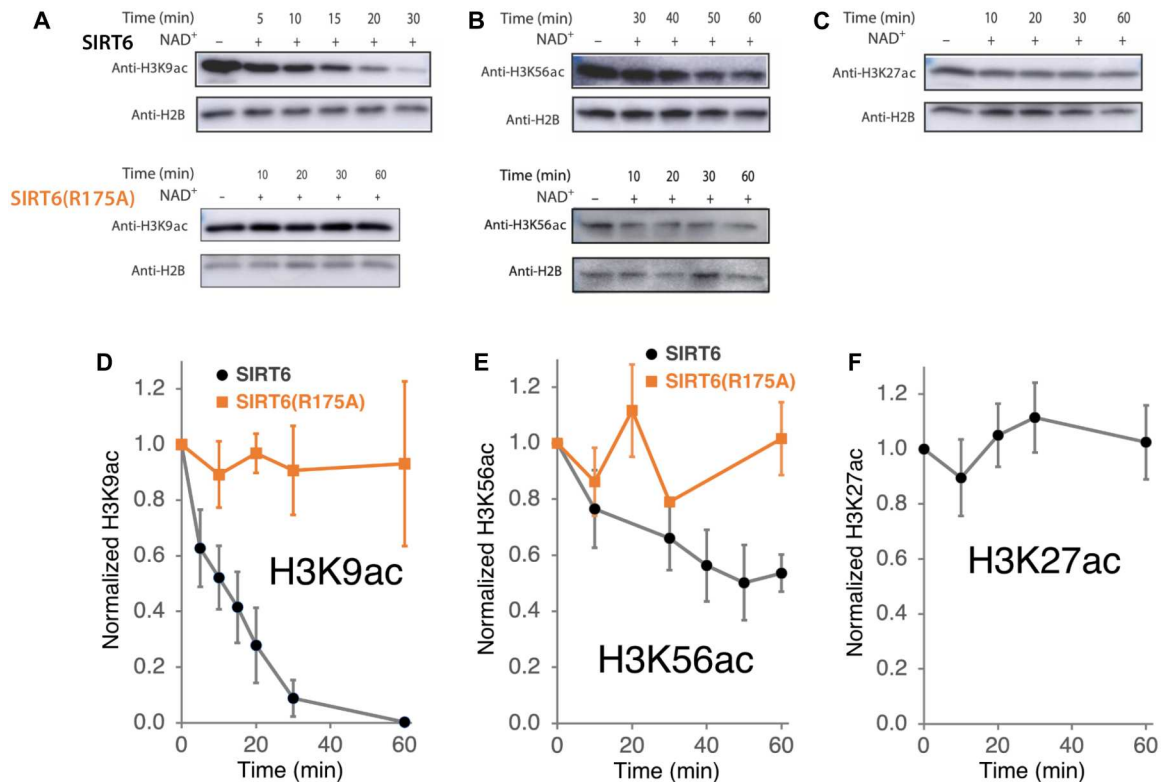 A
Time (min) 5 10 15 20 30
SIRT6 NAD+ – + + + + +
Anti-H3K9ac
Anti-H2B
Time (min) 10 20 30 60
SIRT6(R175A) NAD+ – + + + +
Anti-H3K9ac
Anti-H2B
B
Time (min) 30 40 50 60
NAD+ – + + + +
Anti-H3K56ac
Anti-H2B
Time (min) 10 20 30 60
NAD+ – + + + +
Anti-H3K56ac
Anti-H2B
C
Time (min) 10 20 30 60
NAD+ – + + + +
Anti-H3K27ac
Anti-H2B
D
SIRT6
SIRT6(R175A)
Normalized H3K9ac
1.2
1.0
0.8
0.6
0.4
0.2
0.0
H3K9ac
0 20 40 60
Time (min)
E
SIRT6
SIRT6(R175A)
Normalized H3K56ac
1.2
1.0
0.8
0.6
0.4
0.2
0.0
H3K56ac
0 20 40 60
Time (min)
F
Normalized H3K27ac
1.2
1.0
0.8
0.6
0.4
0.2
0.0
H3K27ac
0 20 40 60
Time (min)